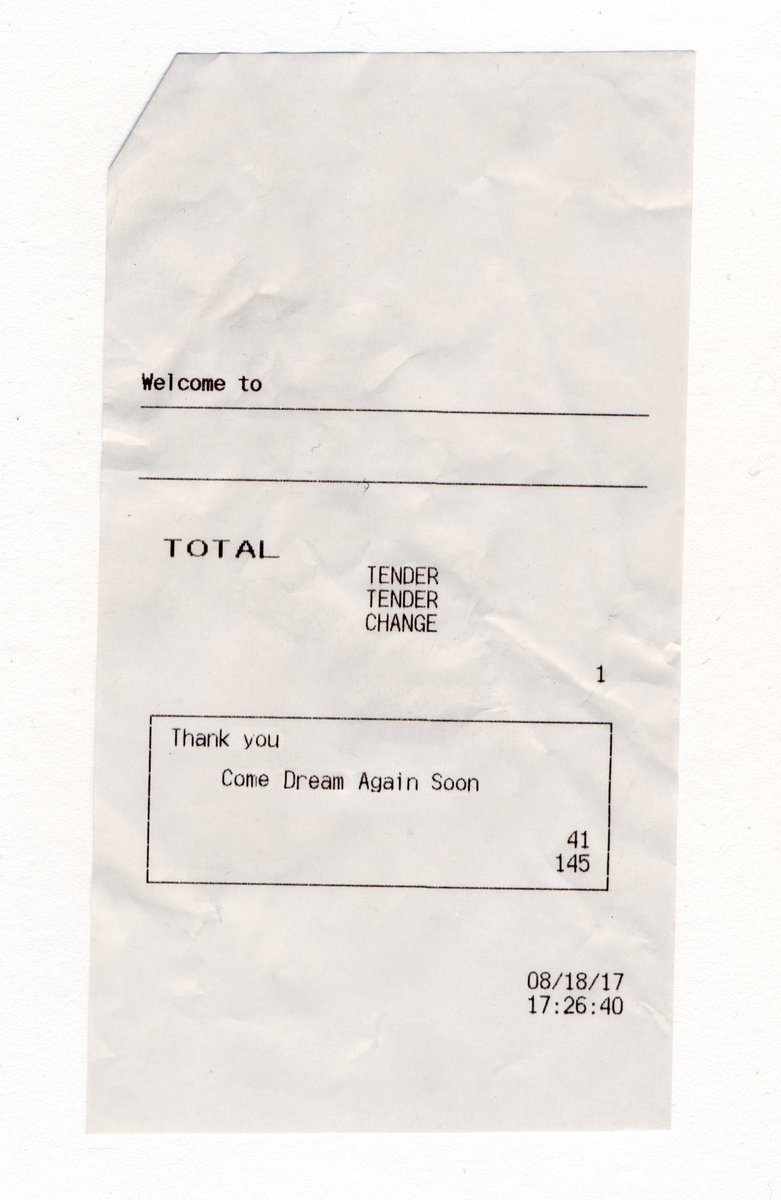 Welcome to
TOTAL
TENDER
TENDER
CHANGE
1
Thank you
Come Dream Again Soon
41
145
08/18/17
17:26:40